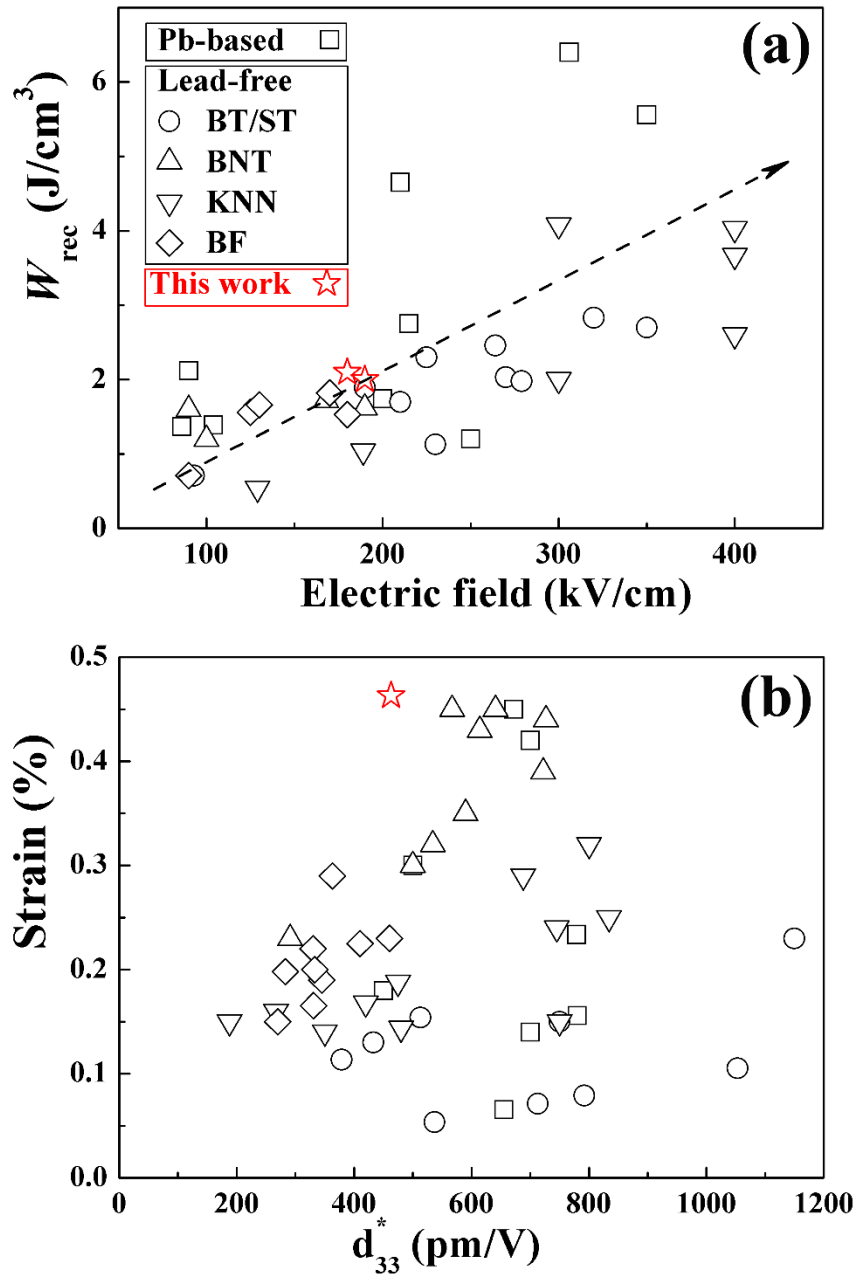 (a)
Pb-based
Lead-free
BT/ST
BNT
KNN
BF
This work
W_rec (J/cm^3)
6
4
2
0
100 200 300 400
Electric field (kV/cm)
(b)
Strain (%)
0.5
0.4
0.3
0.2
0.1
0.0
0 200 400 600 800 1000 1200
d_33^* (pm/V)